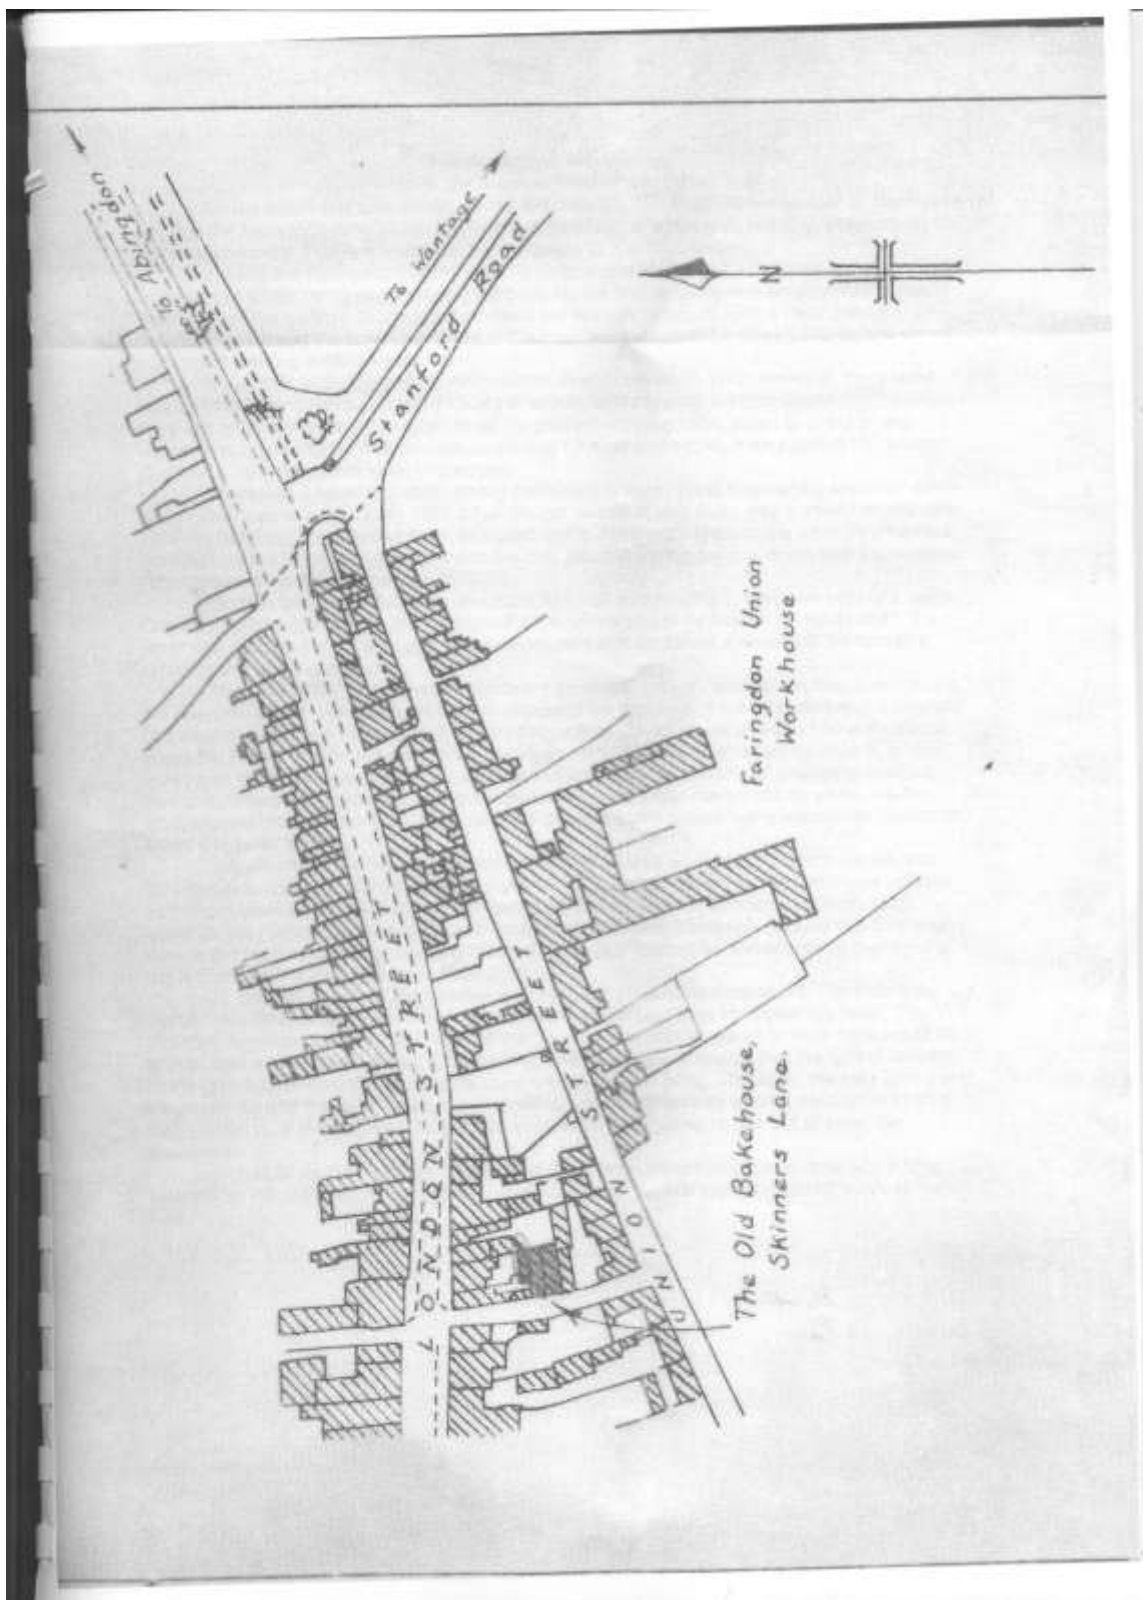 To Abingdon
To Wantage
Stanford Road
N
LONDON STREET
UNION STREET
Faringdon Union
Workhouse
The Old Bakehouse,
Skinners Lane.